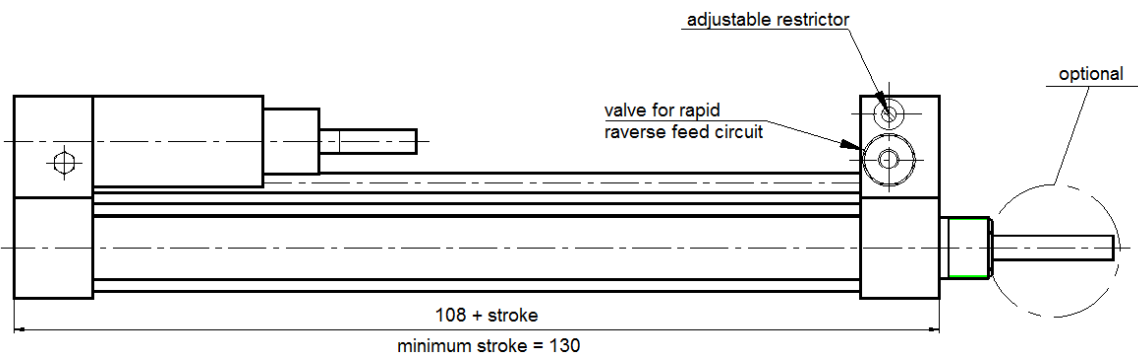 adjustable restrictor
optional
valve for rapid
raverse feed circuit
108 + stroke
minimum stroke = 130